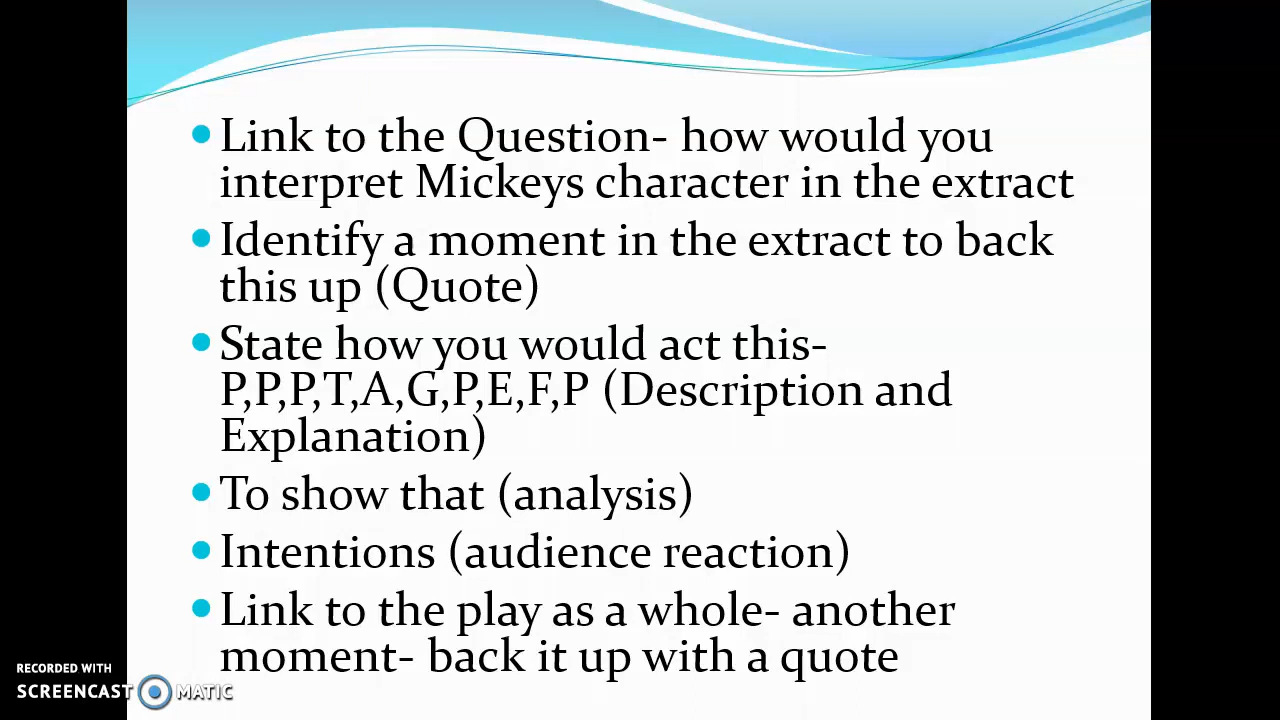 Link to the Question- how would you
interpret Mickeys character in the extract
Identify a moment in the extract to back
this up (Quote)
State how you would act this-
P,P,P,T,A,G,P,E,F,P (Description and
Explanation)
To show that (analysis)
Intentions (audience reaction)
Link to the play as a whole- another
moment- back it up with a quote
RECORDED WITH
SCREENCAST MATIC